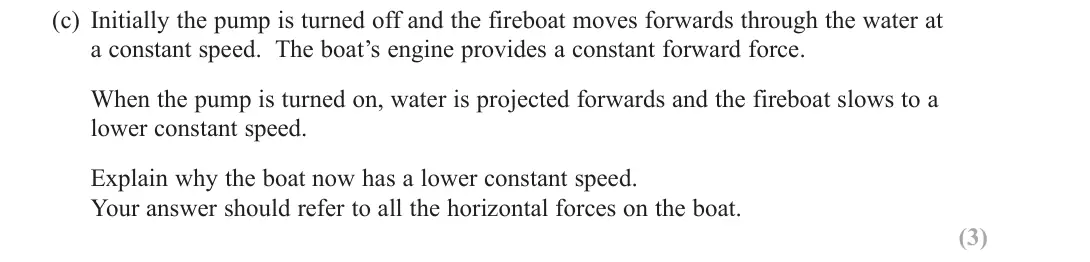 (c) Initially the pump is turned off and the fireboat moves forwards through the water at
a constant speed. The boat’s engine provides a constant forward force.
When the pump is turned on, water is projected forwards and the fireboat slows to a
lower constant speed.
Explain why the boat now has a lower constant speed.
Your answer should refer to all the horizontal forces on the boat.
(3)